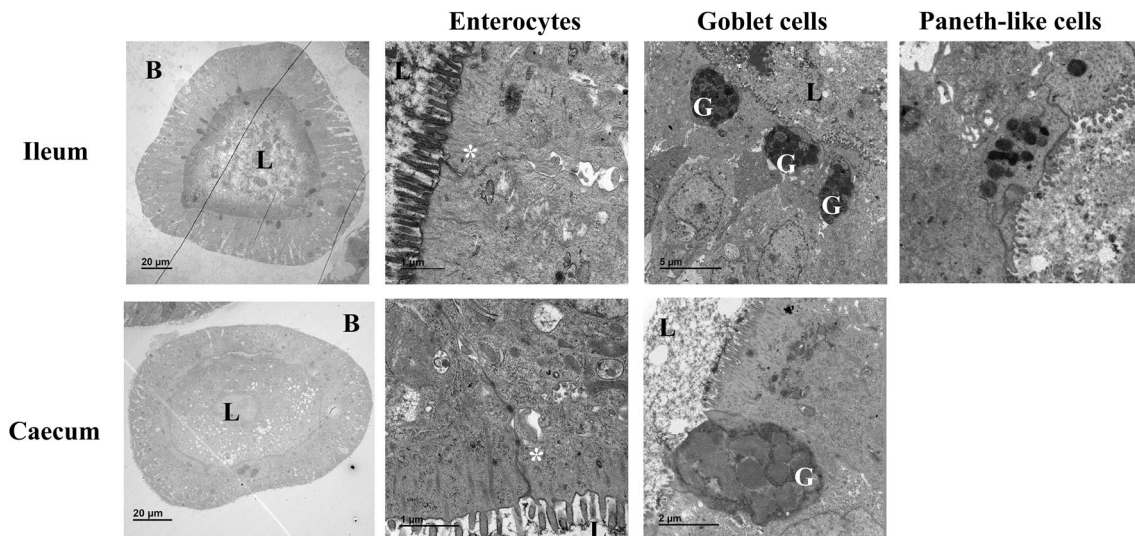 Enterocytes Goblet cells Paneth-like cells
Ileum
B
L
20 µm
L
*
1 µm
L
G
G
G
5 µm
Caecum
B
L
20 µm
*
L
1 µm
L
G
2 µm